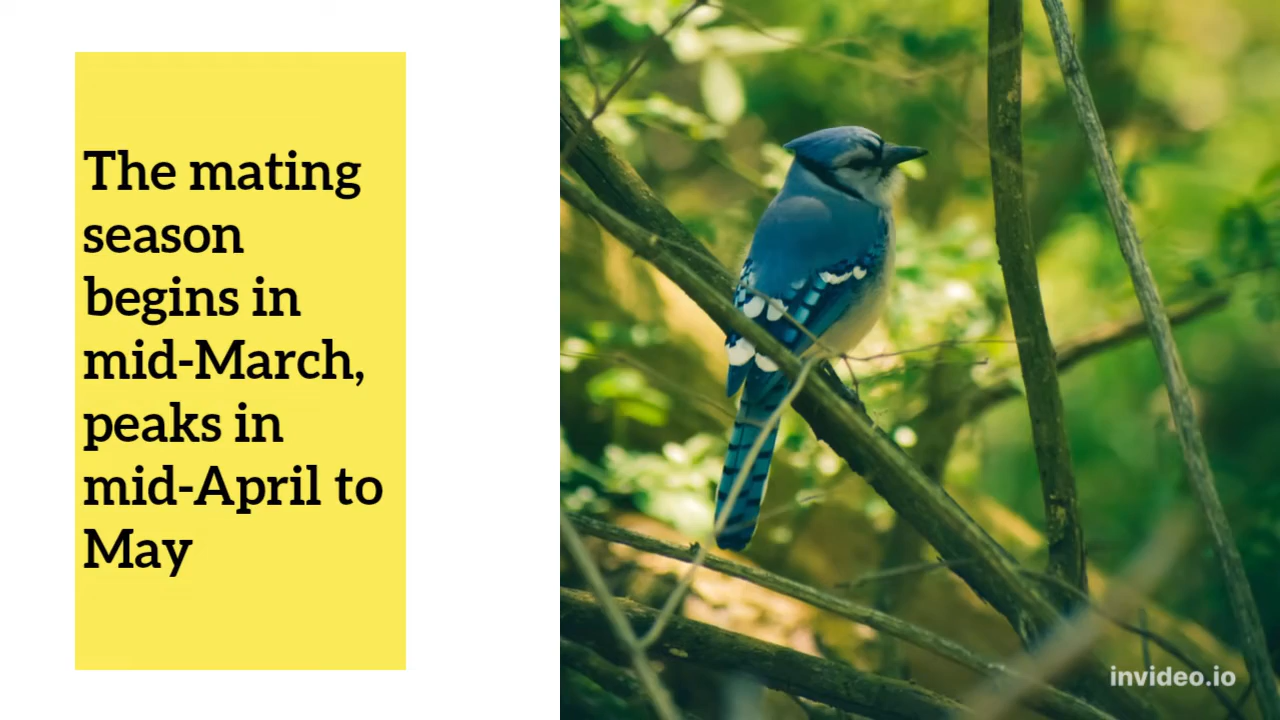 The mating
season
begins in
mid-March,
peaks in
mid-April to
May
invideo.io